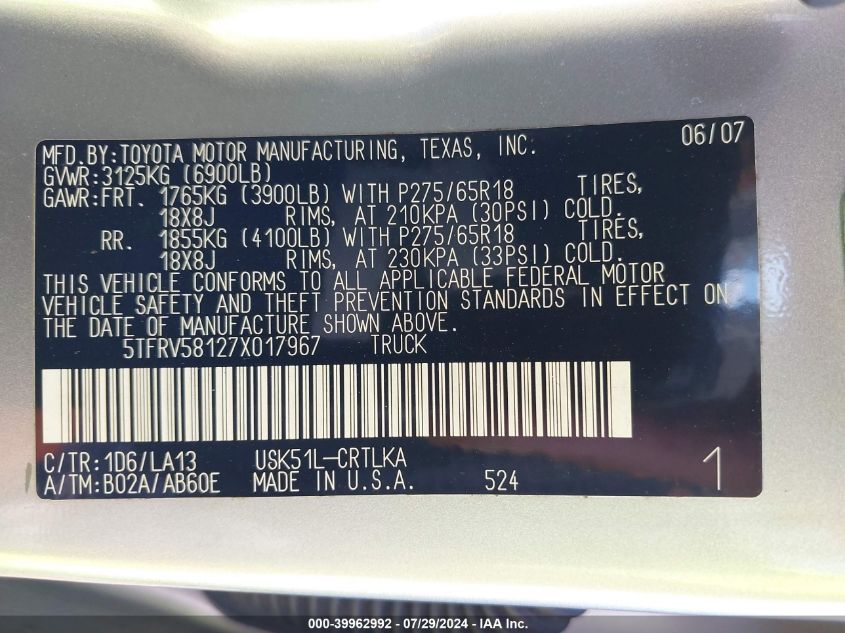 06/07
MFD.BY:TOYOTA MOTOR MANUFACTURING, TEXAS, INC.
GVWR:3125KG (6900LB)
GAWR:FRT. 1765KG (3900LB) WITH P275/65R18 TIRES,
18X8J RIMS, AT 210KPA (30PSI) COLD.
RR. 1855KG (4100LB) WITH P275/65R18 TIRES,
18X8J RIMS, AT 230KPA (33PSI) COLD.
THIS VEHICLE CONFORMS TO ALL APPLICABLE FEDERAL MOTOR
VEHICLE SAFETY AND THEFT PREVENTION STANDARDS IN EFFECT ON
THE DATE OF MANUFACTURE SHOWN ABOVE.
5TFRV58127X017967 TRUCK
C/TR:1D6/LA13 USK51L-CRTLKA
A/TM:B02A/AB60E MADE IN U.S.A. 524 1
000-39962992 - 07/29/2024 - IAA Inc.